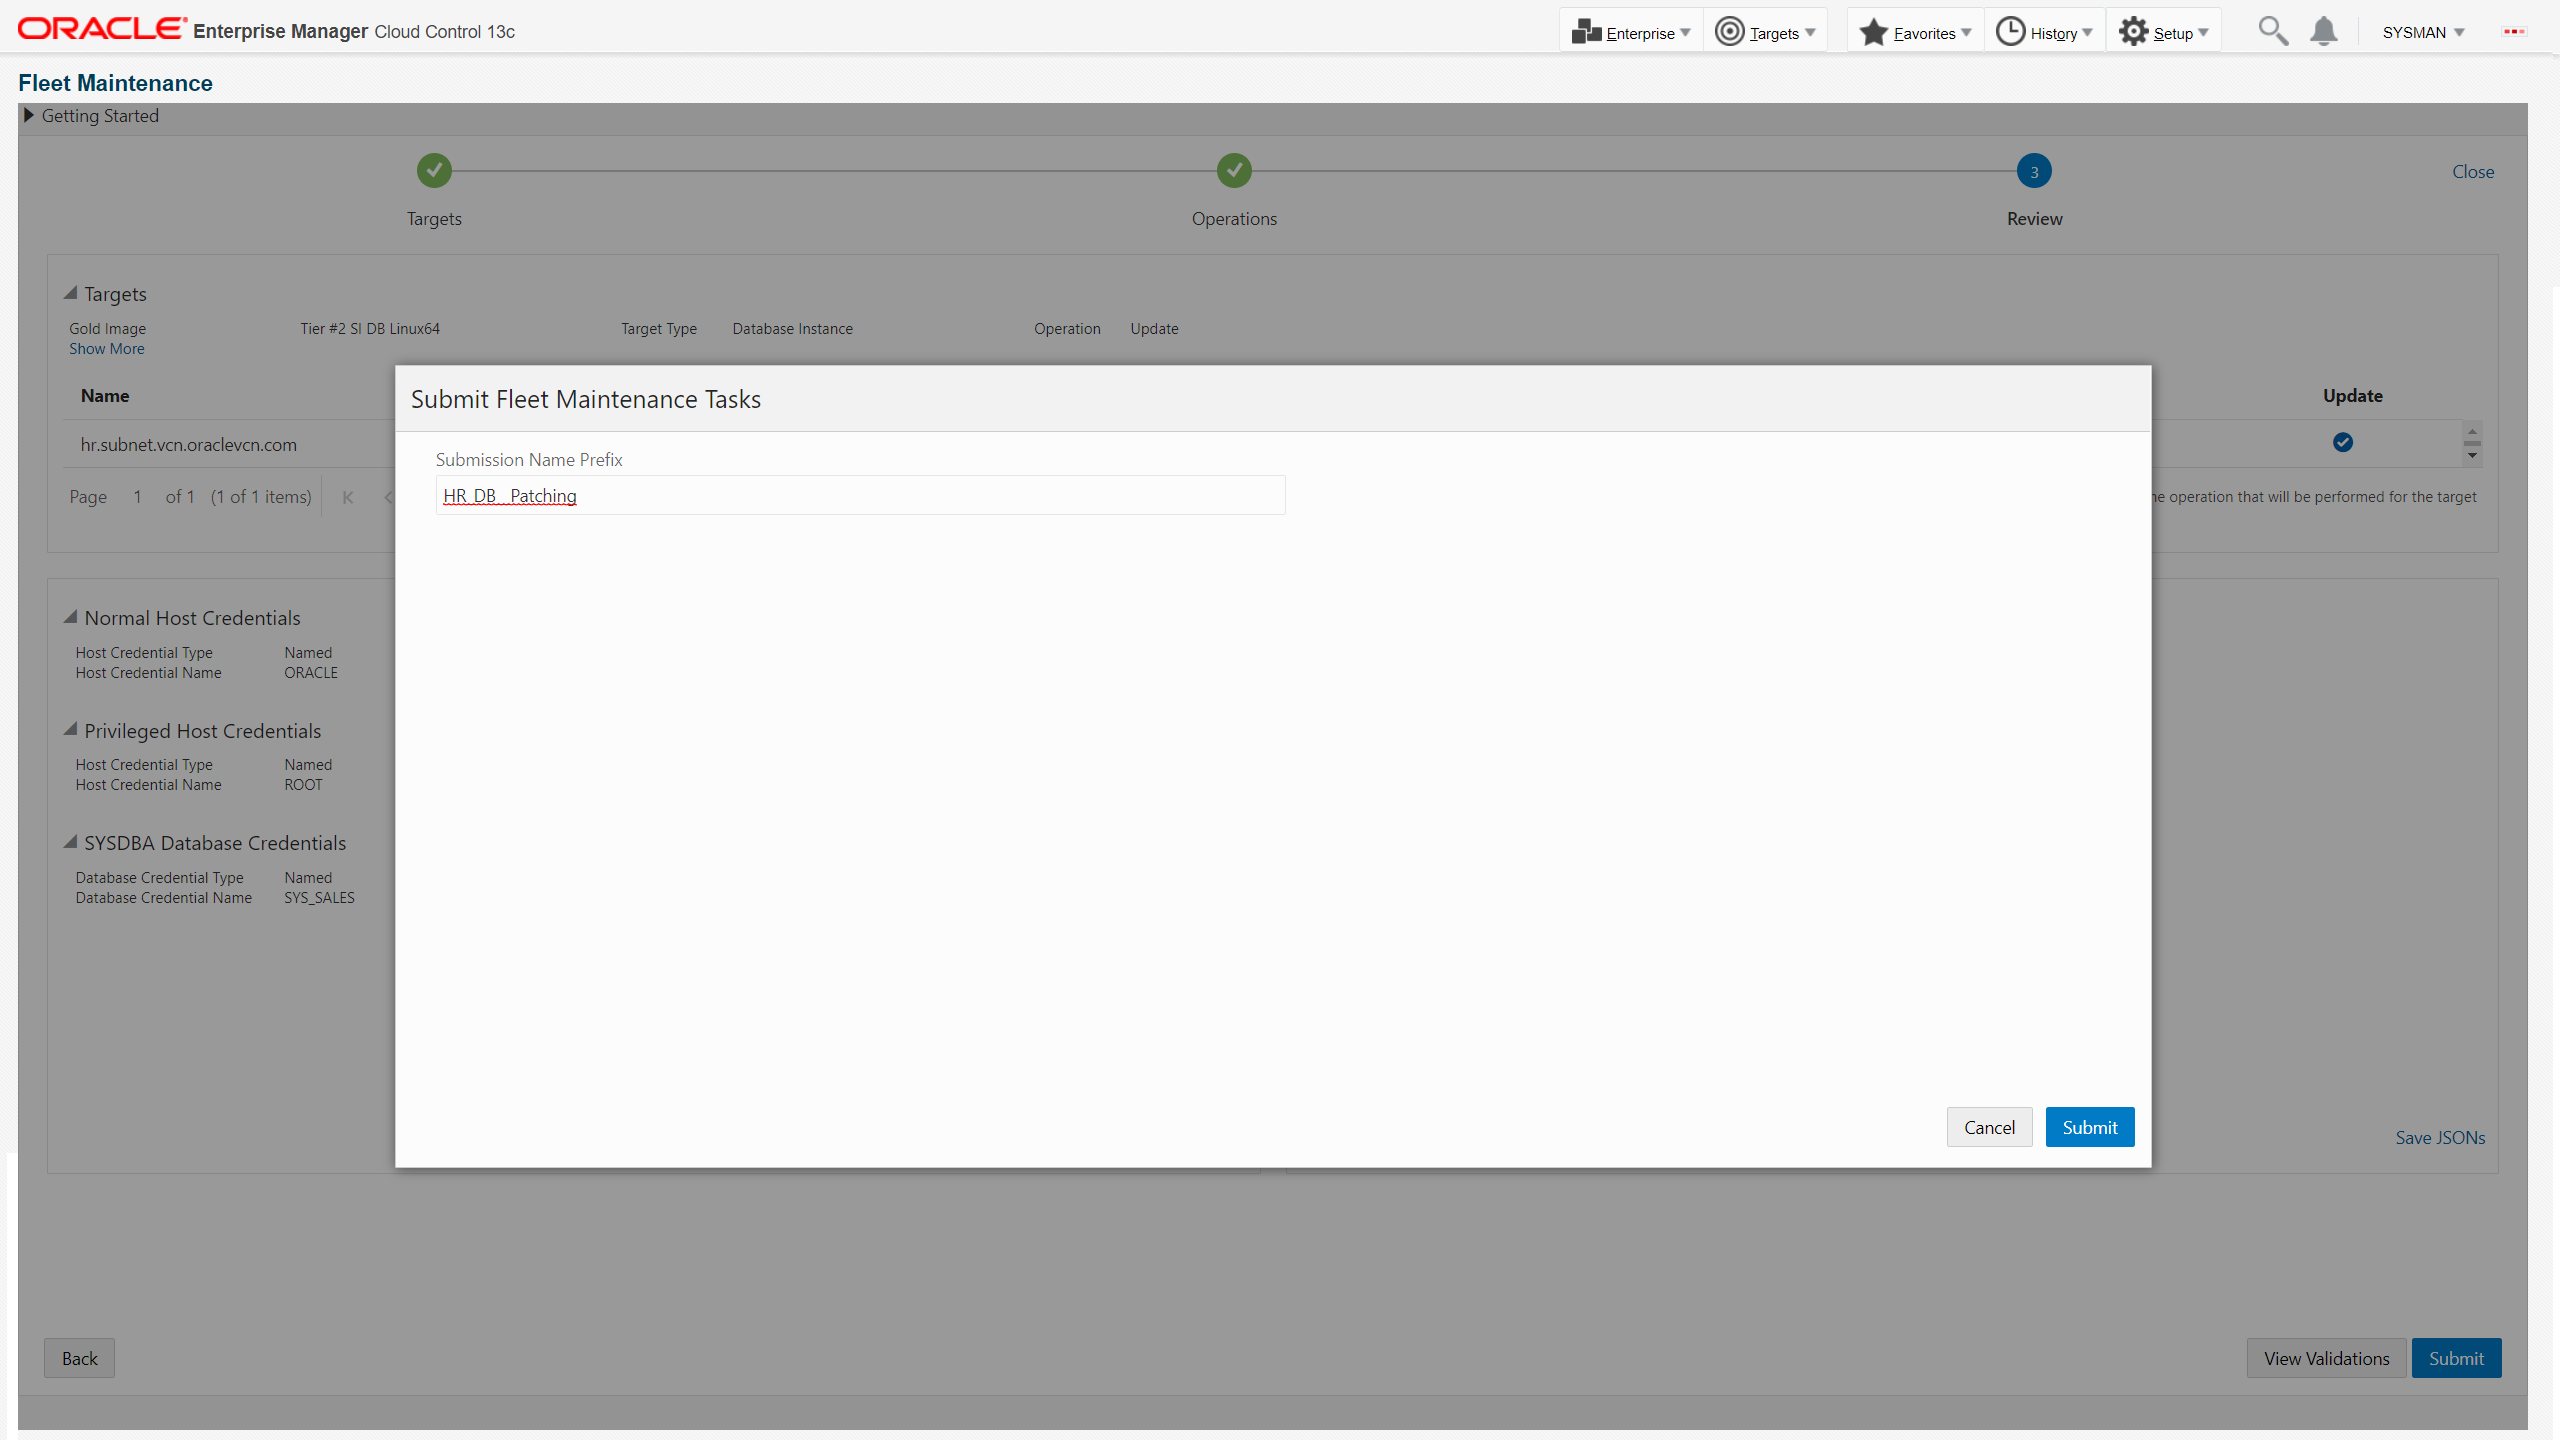 ORACLE Enterprise Manager Cloud Control 13c
Enterprise Targets Favorites History Setup SYSMAN
Fleet Maintenance
Getting Started
3 Close
Targets Operations Review
Targets
Gold Image Tier #2 SI DB Linux64 Target Type Database Instance Operation Update
Show More
Name Update
Submit Fleet Maintenance Tasks
hr.subnet.vcn.oraclevcn.com
Submission Name Prefix
HR_DB__Patching
Page 1 of 1 (1 of 1 items) operation that will be performed for the target
Normal Host Credentials
Host Credential Type Named
Host Credential Name ORACLE
Privileged Host Credentials
Host Credential Type Named
Host Credential Name ROOT
SYSDBA Database Credentials
Database Credential Type Named
Database Credential Name SYS_SALES
Cancel Submit
Save JSONs
Back View Validations Submit